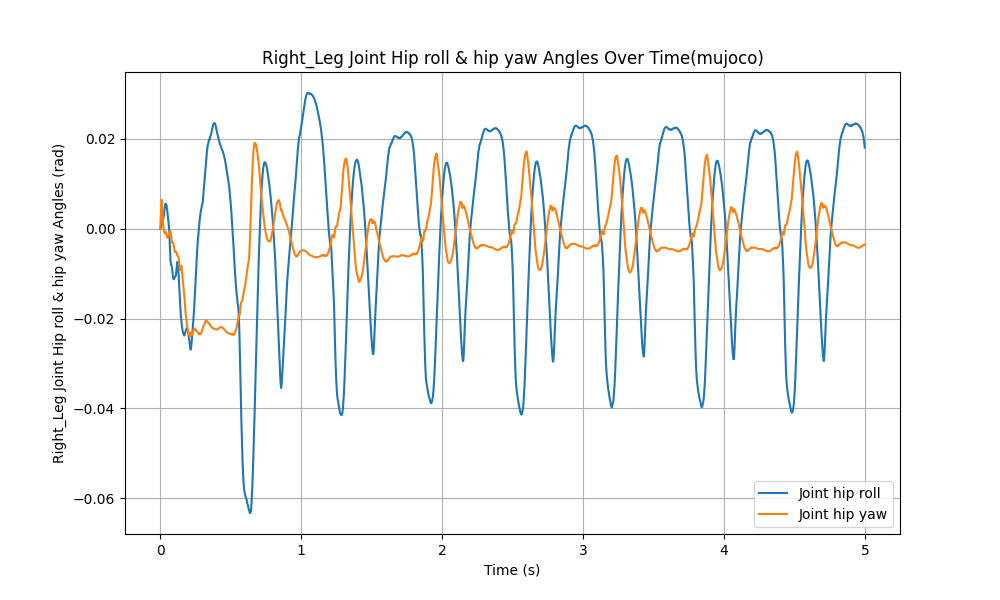 Right_Leg Joint Hip roll & hip yaw Angles Over Time(mujoco)
Right_Leg Joint Hip roll & hip yaw Angles (rad)
0.02
0.00
−0.02
−0.04
−0.06
Joint hip roll
Joint hip yaw
0 1 2 3 4 5
Time (s)